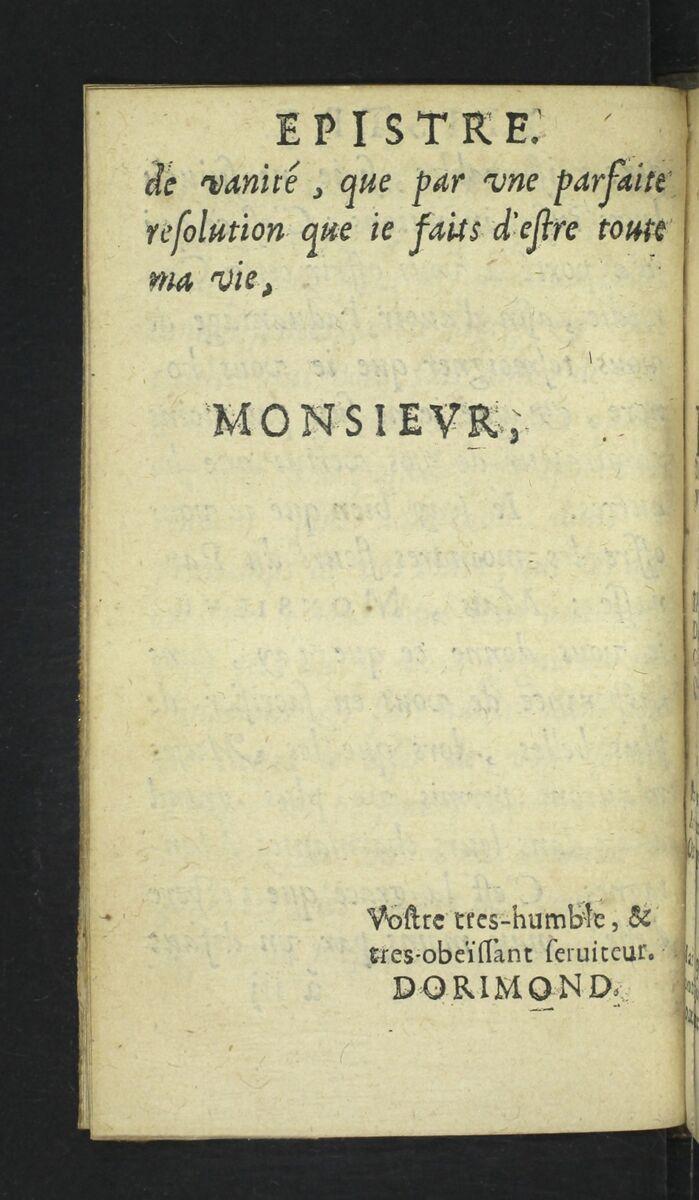 EPISTRE.
de vanité, que par vne parfaite
reſolution que ie faits d'eſtre toute
ma vie,
MONSIEVR,
Voſtre tres-humble, &
tres-obeïſſant ſeruiteur.
DORIMOND.